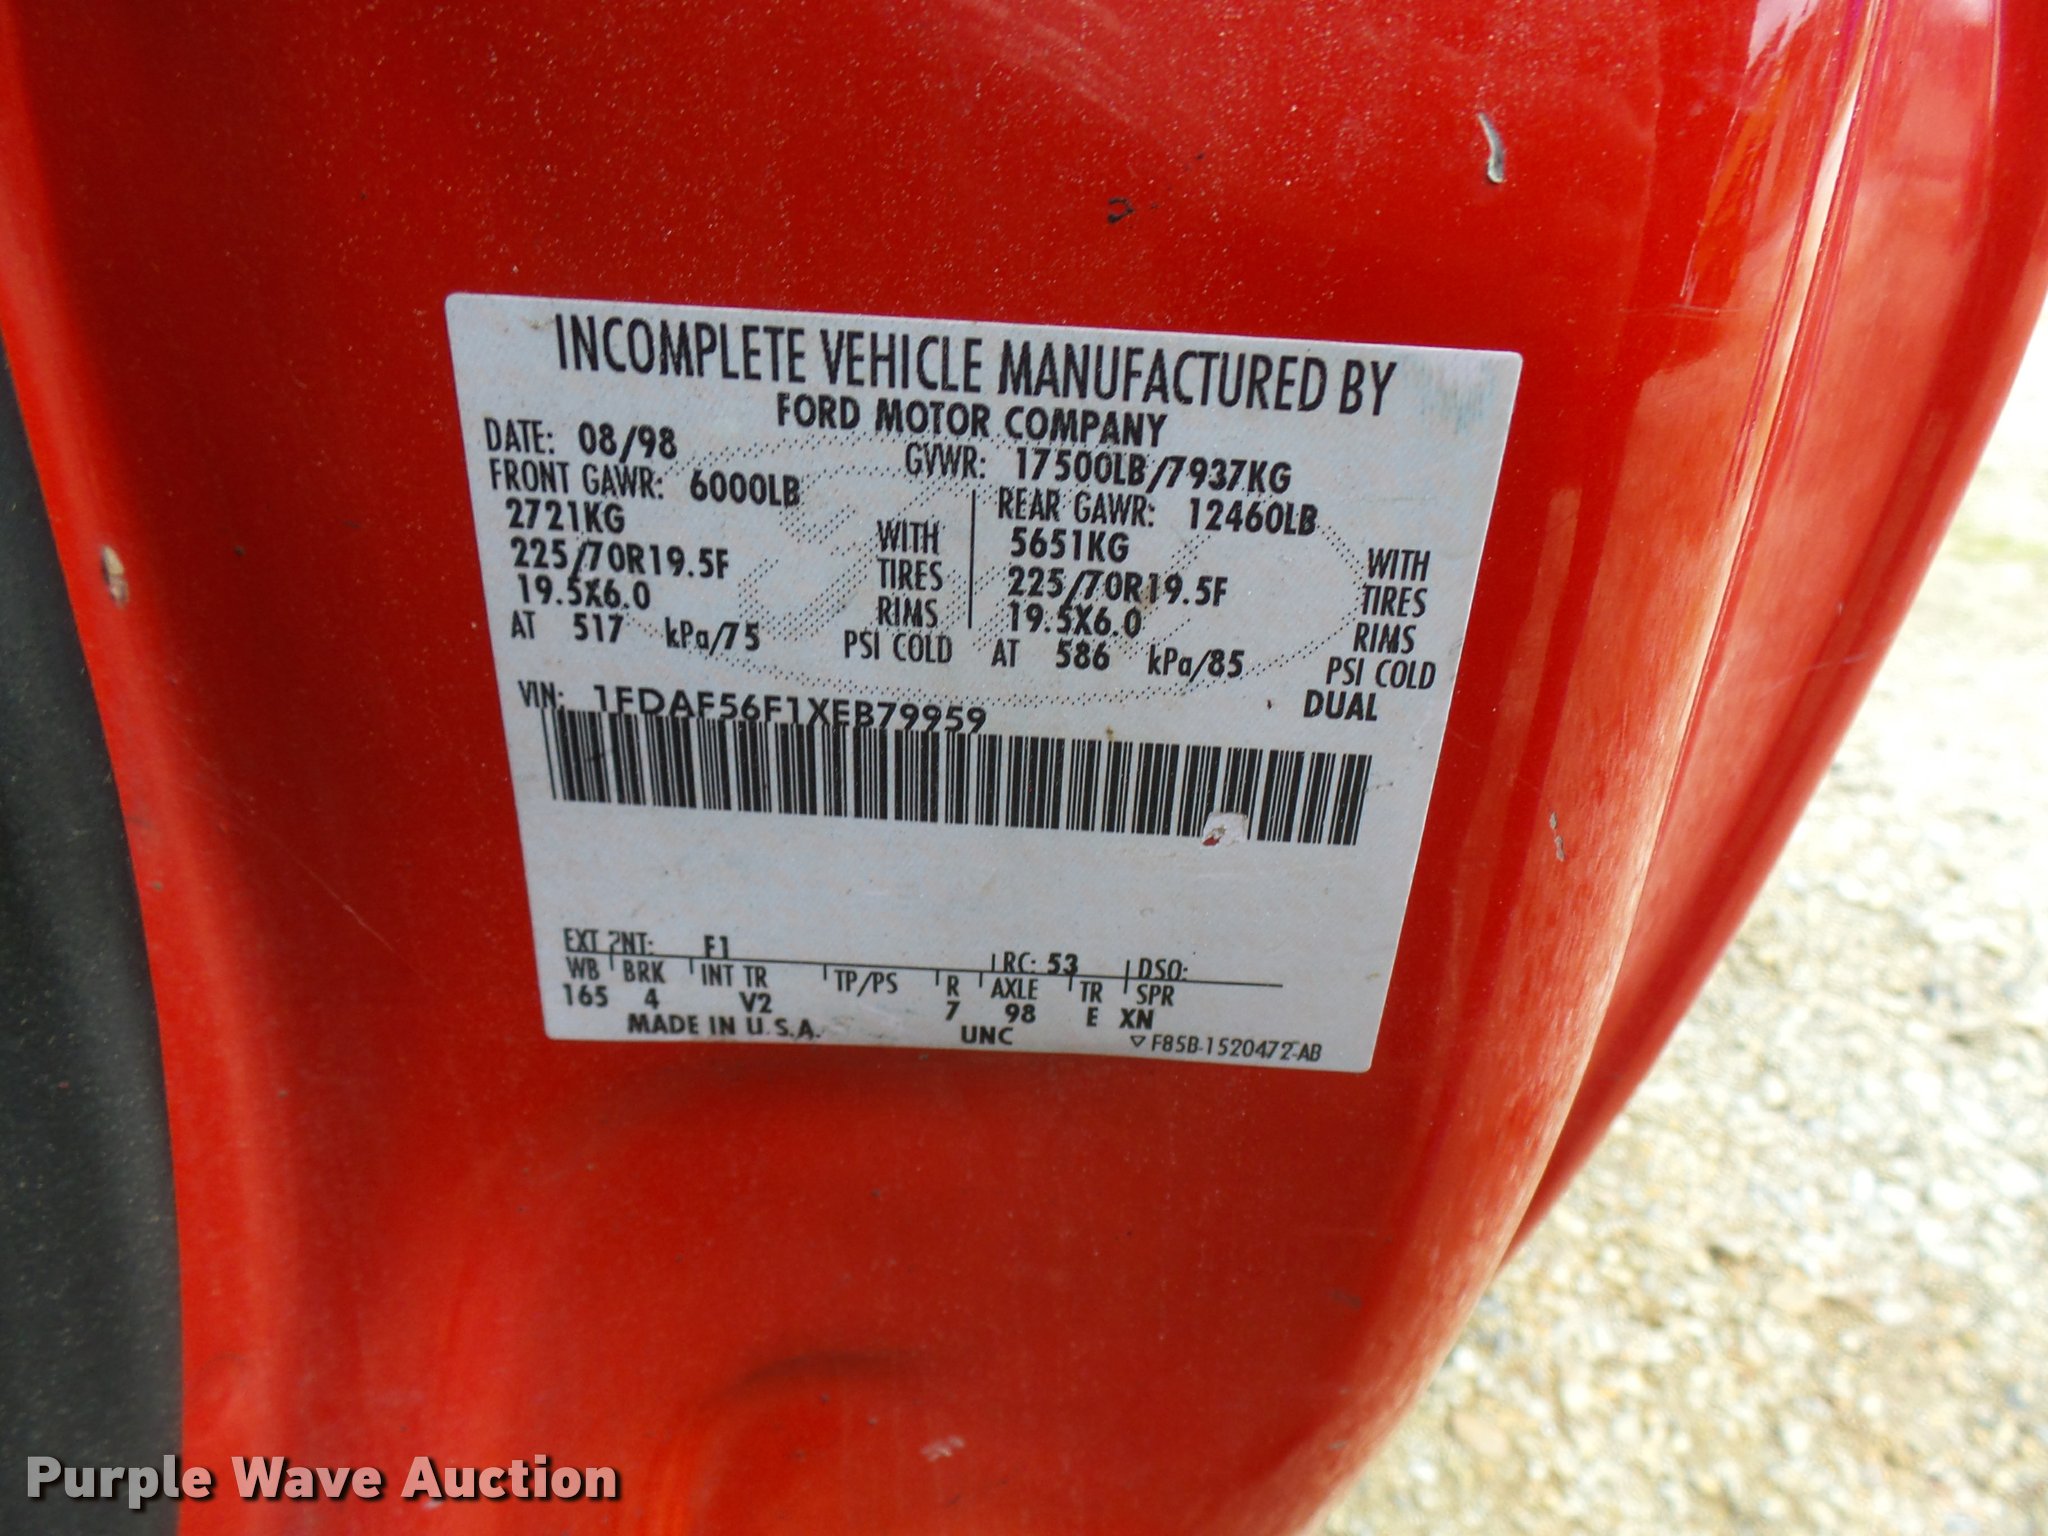 INCOMPLETE VEHICLE MANUFACTURED BY
FORD MOTOR COMPANY
DATE: 08/98 GVWR: 17500LB/7937KG
FRONT GAWR: 6000LB REAR GAWR: 12460LB
2721KG WITH 5651KG WITH
225/70R19.5F TIRES 225/70R19.5F TIRES
19.5X6.0 RIMS 19.5X6.0 RIMS
AT 517 kPa/75 PSI COLD AT 586 kPa/85 PSI COLD
DUAL
VIN: 1FDAF56F1XEB79959
EXT PNT: F1 RC: 53 DSO:
WB BRK INT TR TP/PS R AXLE TR SPR
165 4 V2 7 98 E XN
MADE IN U.S.A. UNC ▽ F85B-1520472-AB
Purple Wave Auction